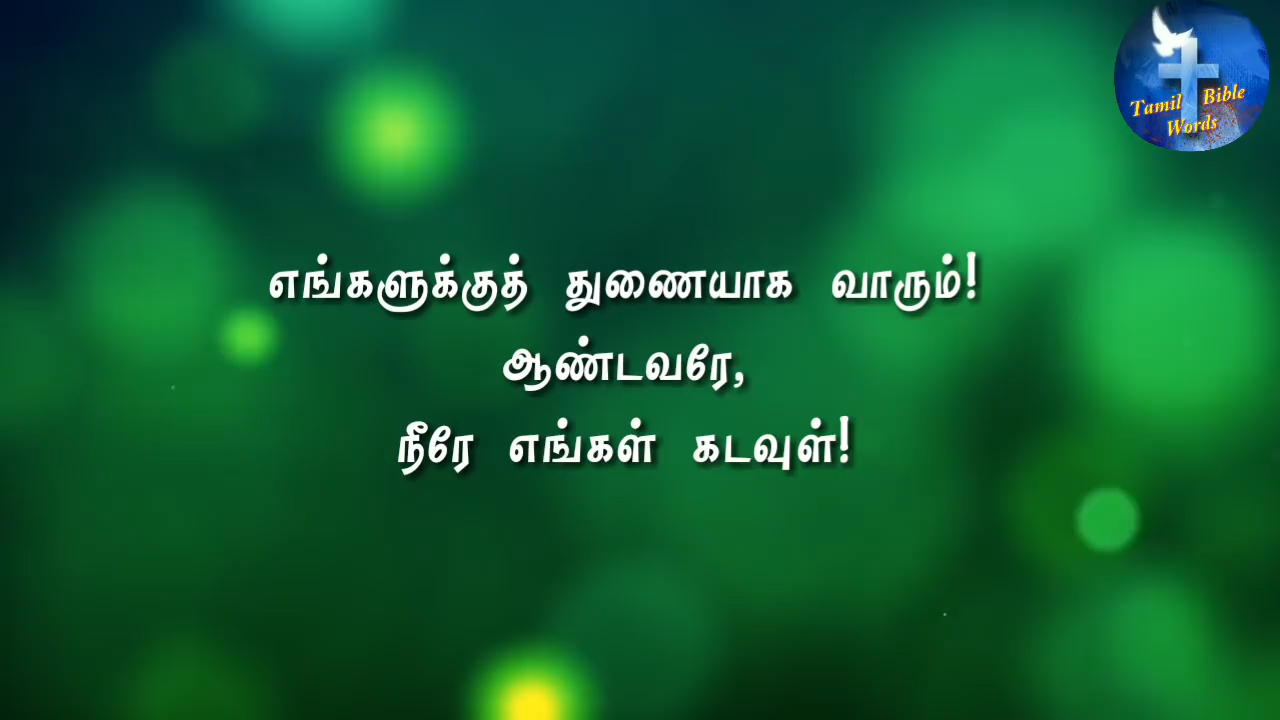 Tamil Bible
Words
எங்களுக்குத் துணையாக வாரும்!
ஆண்டவரே,
நீரே எங்கள் கடவுள்!